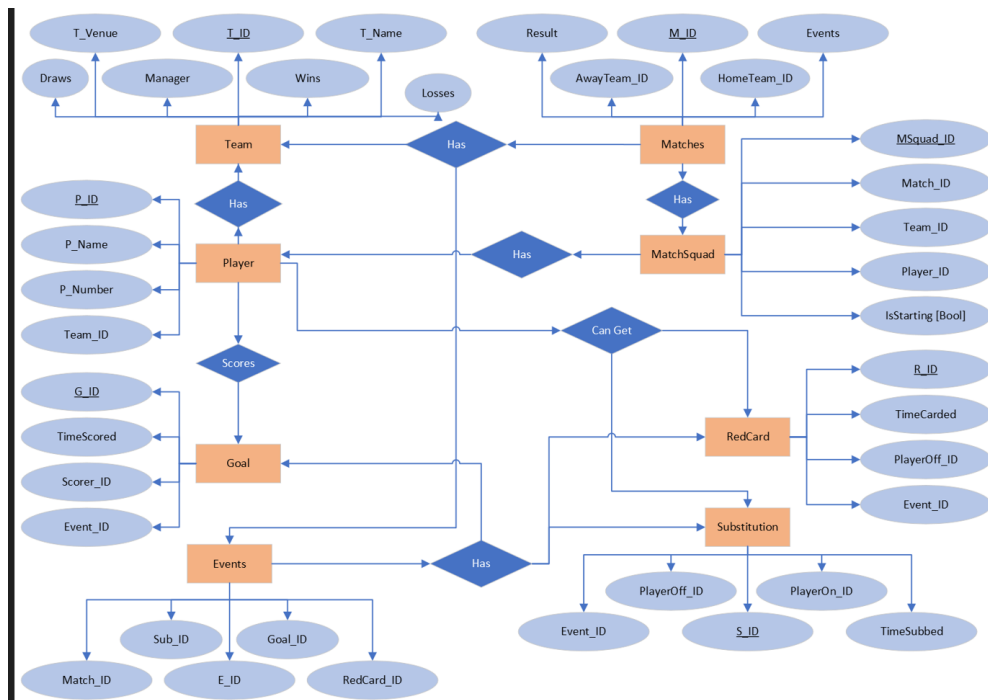 T_Venue
T_ID
T_Name
Result
M_ID
Events
Draws
Manager
Wins
Losses
AwayTeam_ID
HomeTeam_ID
Team
Has
Matches
MSquad_ID
Match_ID
Team_ID
Player_ID
IsStarting [Bool]
P_ID
P_Name
P_Number
Team_ID
Has
Player
Has
Has
MatchSquad
Scores
Can Get
G_ID
TimeScored
Scorer_ID
Event_ID
Goal
RedCard
R_ID
TimeCarded
PlayerOff_ID
Event_ID
Events
Has
Substitution
Sub_ID
Goal_ID
Match_ID
E_ID
RedCard_ID
PlayerOff_ID
PlayerOn_ID
Event_ID
S_ID
TimeSubbed